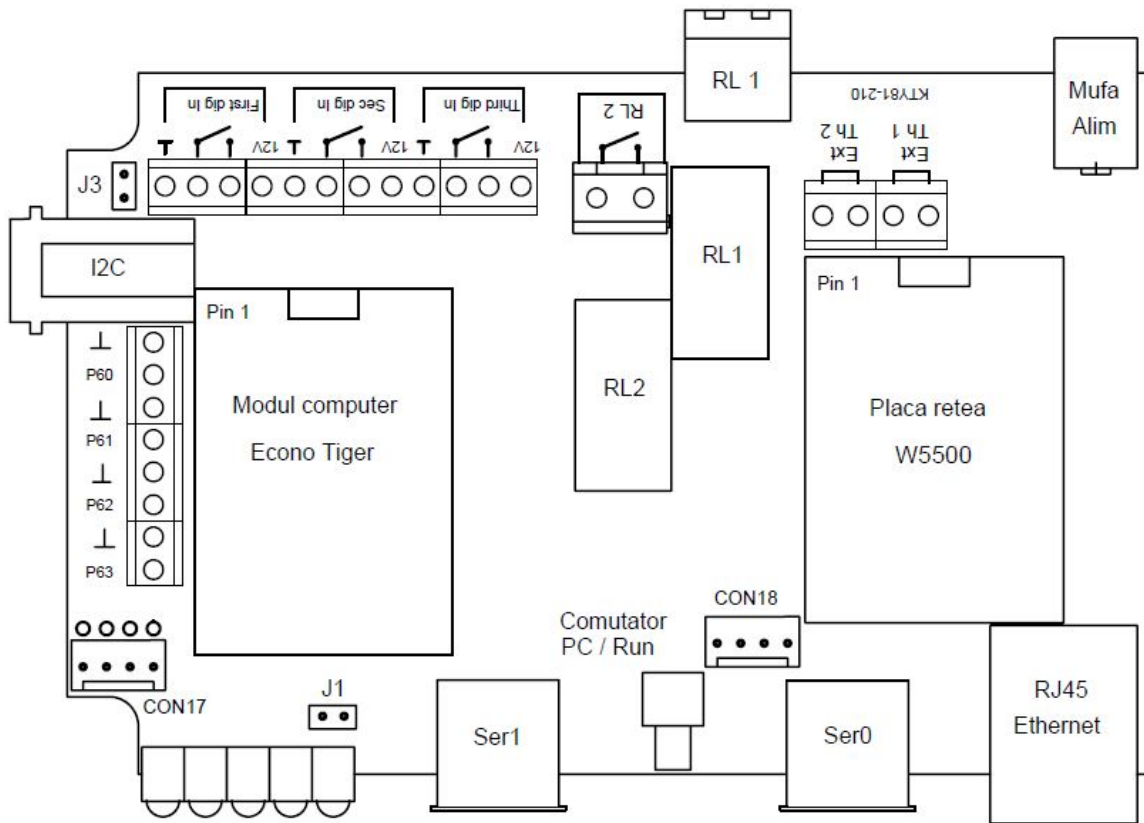 First dig In
Sec dig In
Third dig In
12V
12V
12V
J3
RL 2
RL 1
KTY81-210
Ext
Th 2
Ext
Th 1
Mufa
Alim
I2C
Pin 1
Modul computer
Econo Tiger
RL1
RL2
Pin 1
Placa retea
W5500
P60
P61
P62
P63
CON17
J1
Ser1
Comutator
PC / Run
CON18
Ser0
RJ45
Ethernet